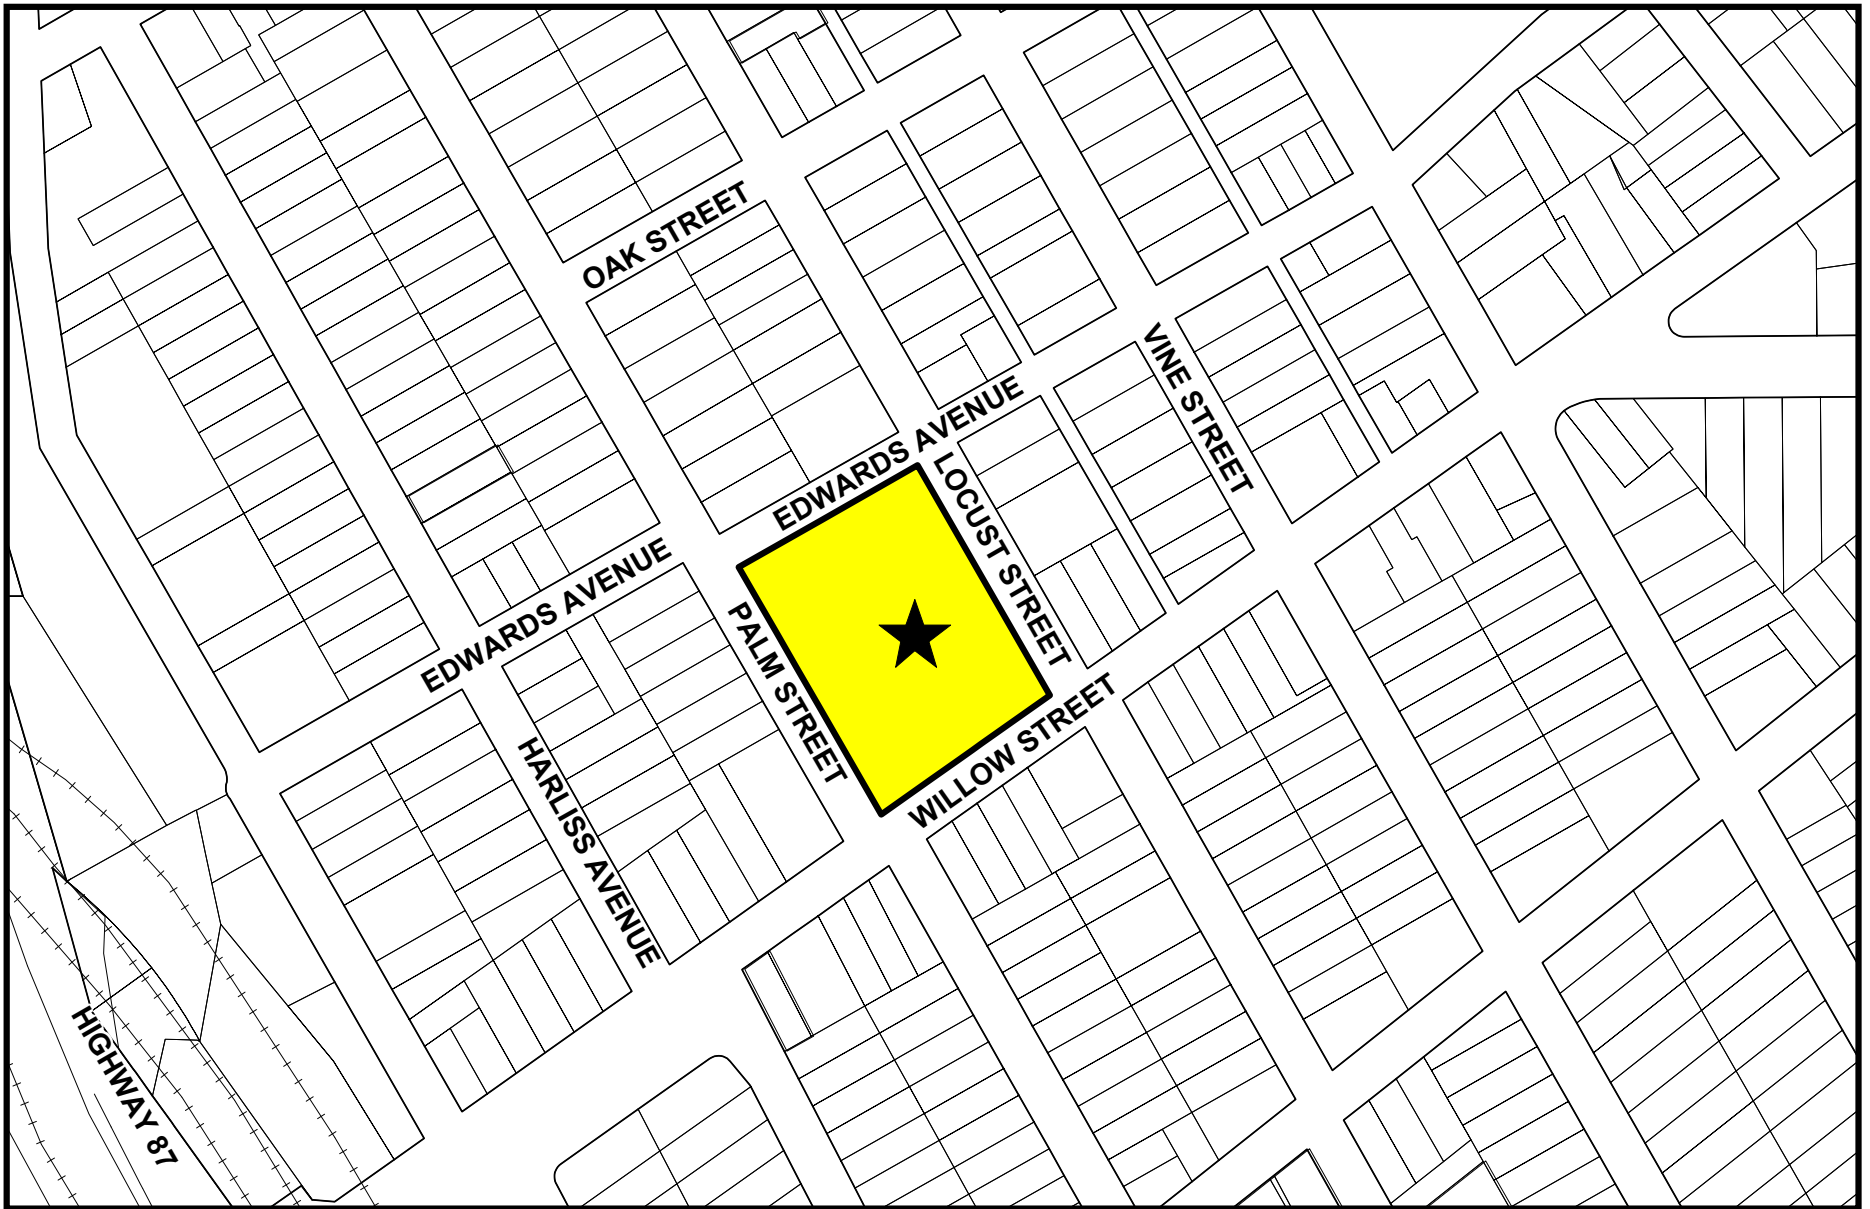 OAK STREET
VINE STREET
EDWARDS AVENUE
LOCUST STREET
EDWARDS AVENUE
PALM STREET
WILLOW STREET
HARLISS AVENUE
HIGHWAY 87